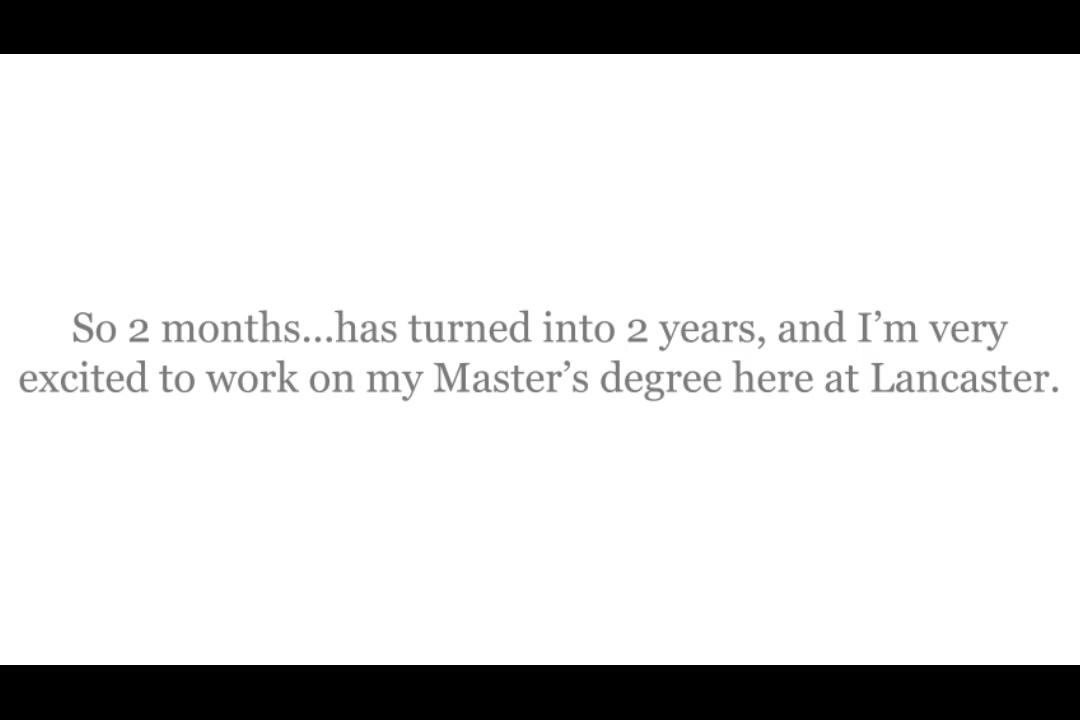 So 2 months...has turned into 2 years, and I’m very
excited to work on my Master’s degree here at Lancaster.